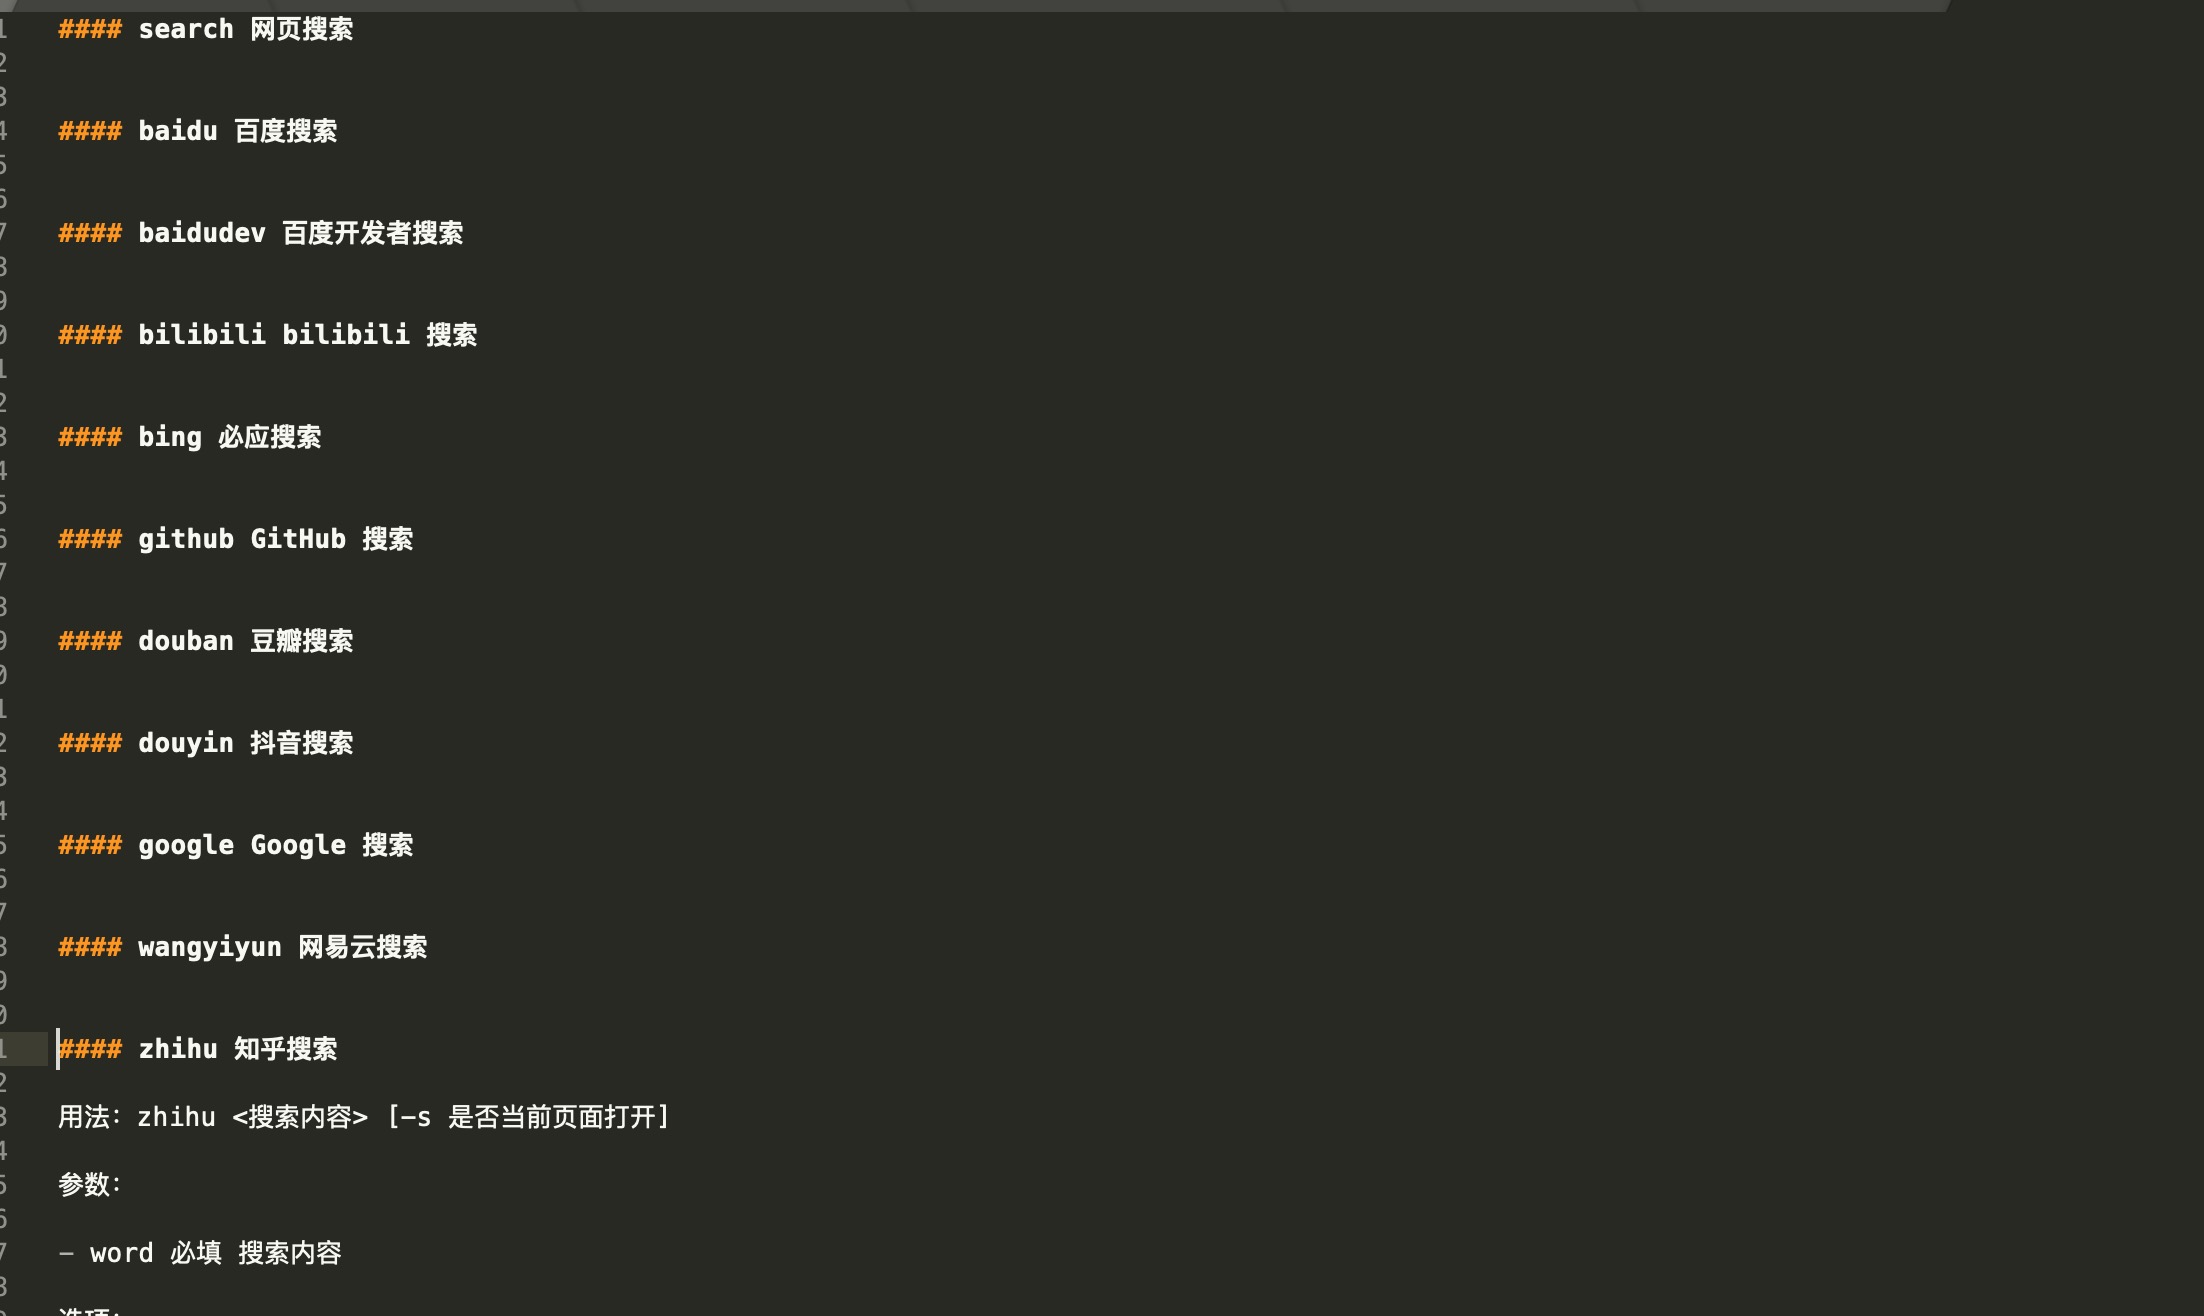 #### search 网页搜索
#### baidu 百度搜索
#### baidudev 百度开发者搜索
#### bilibili bilibili 搜索
#### bing 必应搜索
#### github GitHub 搜索
#### douban 豆瓣搜索
#### douyin 抖音搜索
#### google Google 搜索
#### wangyiyun 网易云搜索
#### zhihu 知乎搜索
用法：zhihu <搜索内容> [-s 是否当前页面打开]
参数：
- word 必填 搜索内容